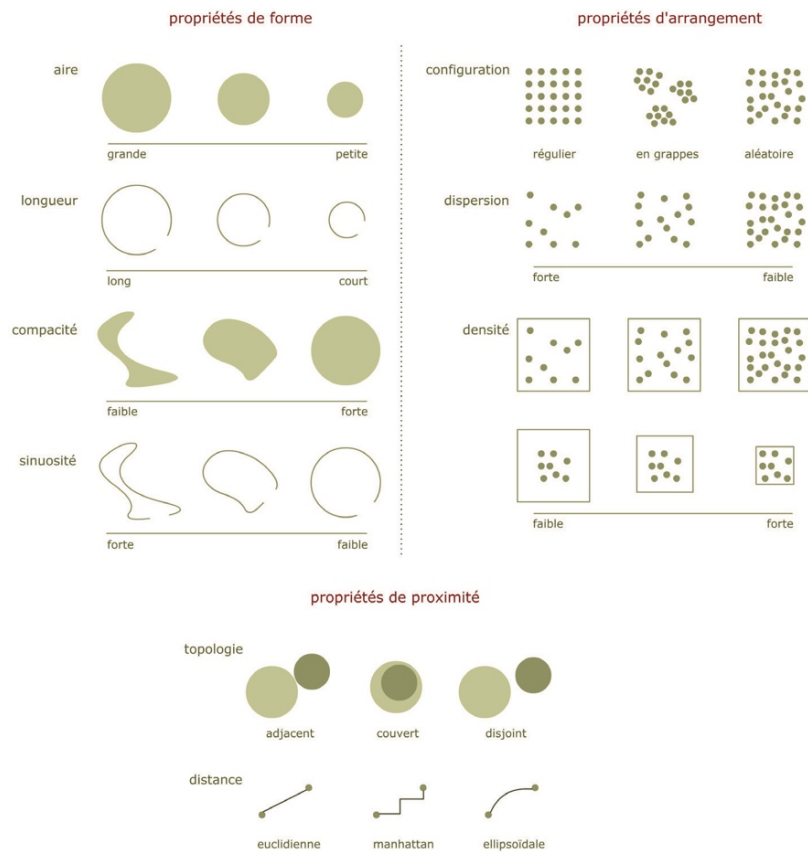 propriétés de forme
aire
grande petite
longueur
long court
compacité
faible forte
sinuosité
forte faible
propriétés d'arrangement
configuration
régulier en grappes aléatoire
dispersion
forte faible
densité
faible forte
propriétés de proximité
topologie
adjacent couvert disjoint
distance
euclidienne manhattan ellipsoïdale